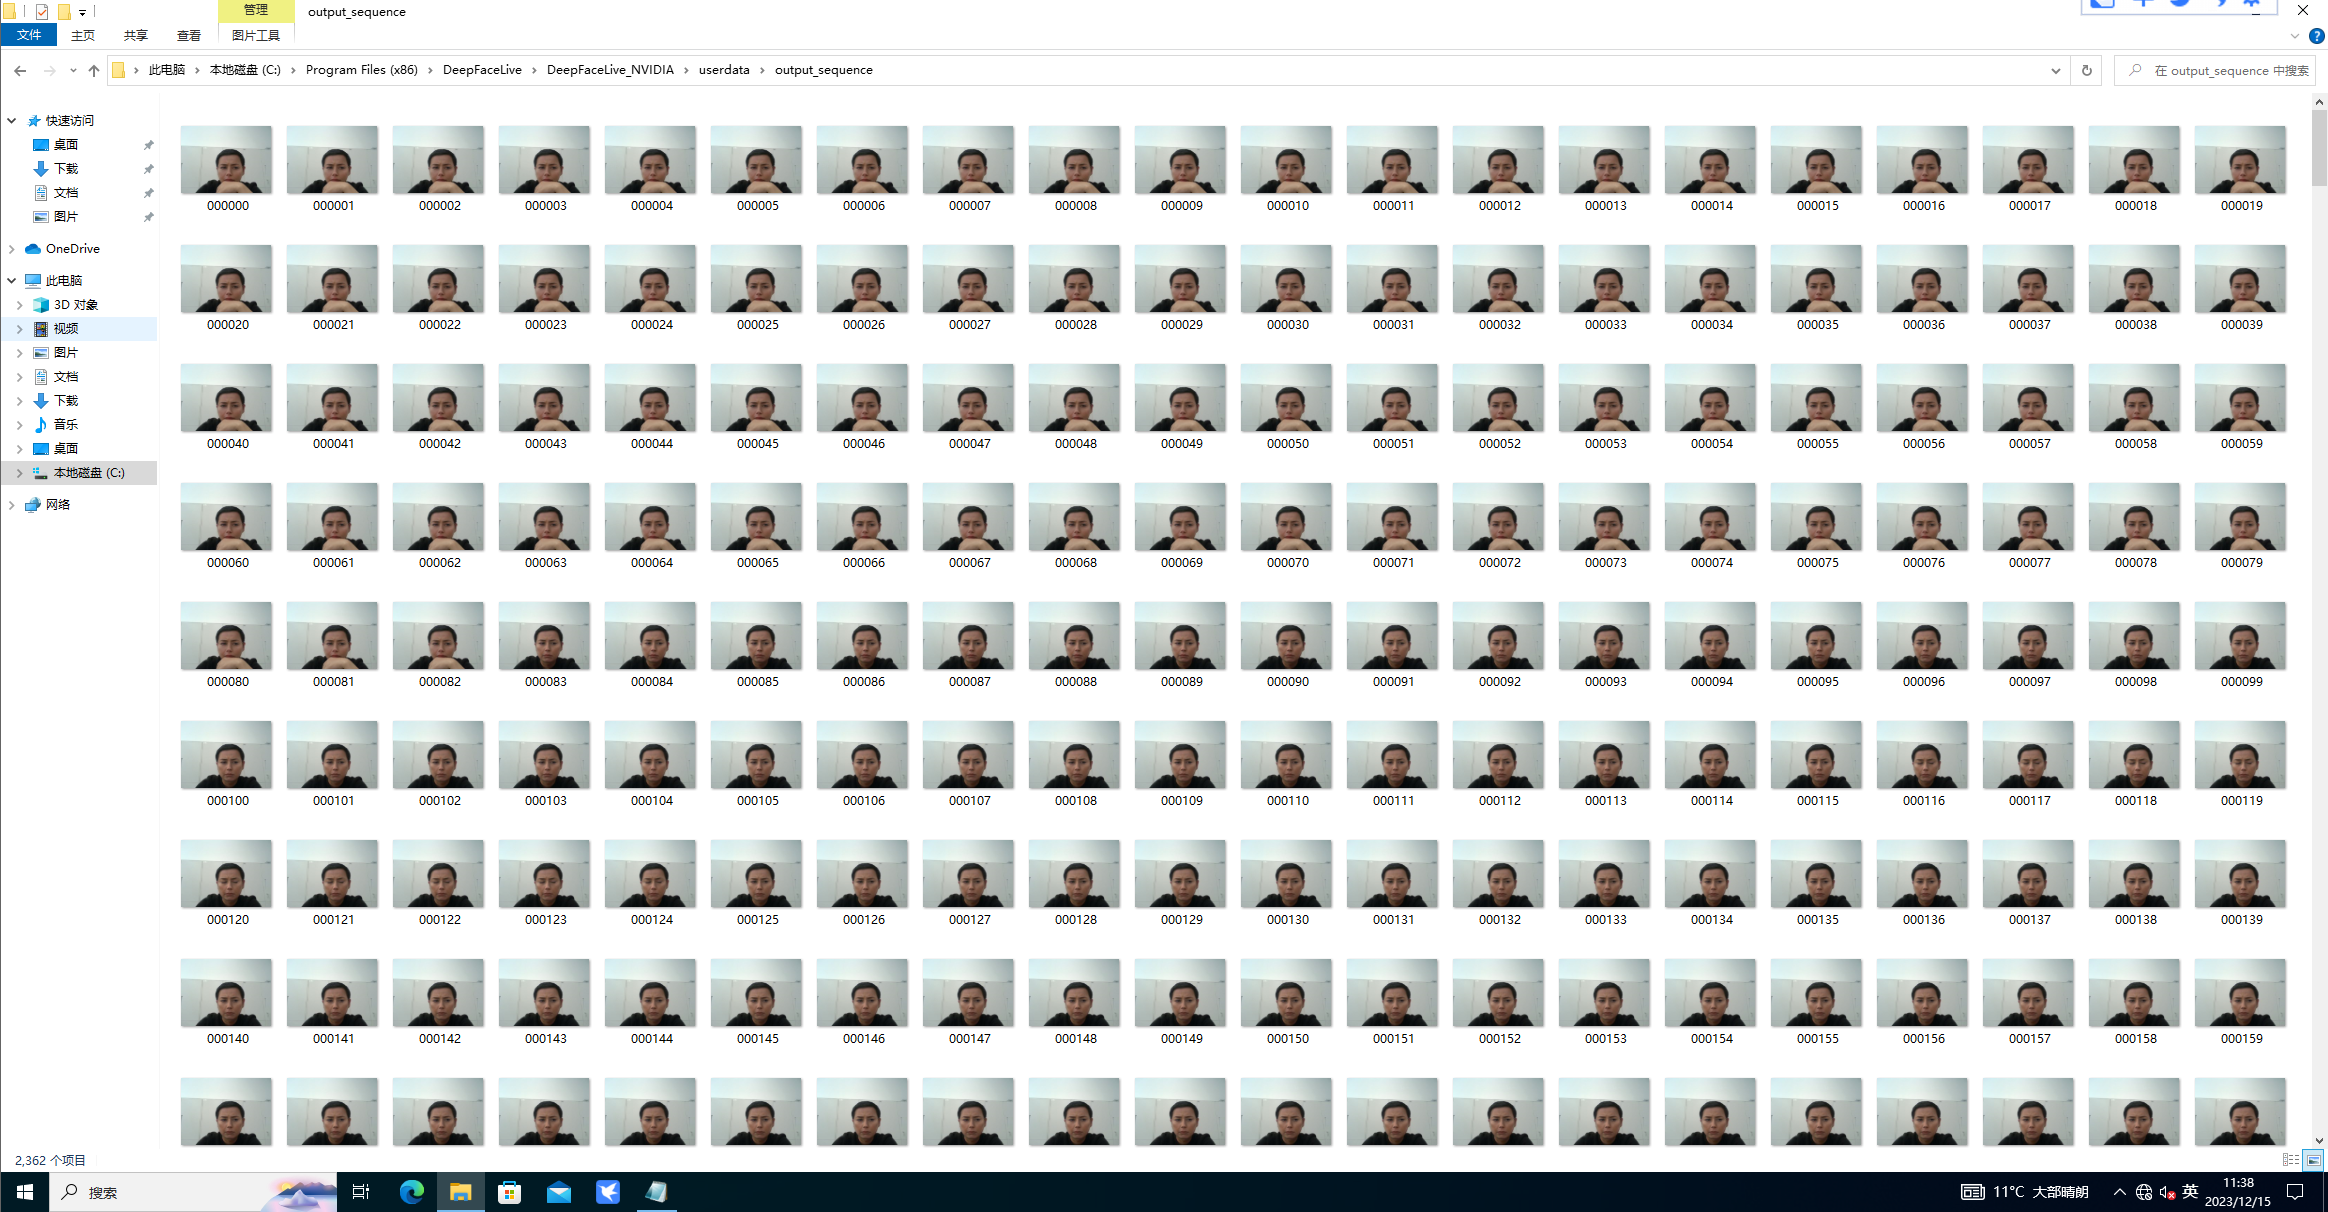 管理
output_sequence
文件 主页 共享 查看 图片工具
此电脑 本地磁盘 (C:) Program Files (x86) DeepFaceLive DeepFaceLive_NVIDIA userdata output_sequence
在 output_sequence 中搜索
快速访问
桌面
下载
文档
图片
OneDrive
此电脑
3D 对象
视频
图片
文档
下载
音乐
桌面
本地磁盘 (C:)
网络
000000 000001 000002 000003 000004 000005 000006 000007 000008 000009 000010 000011 000012 000013 000014 000015 000016 000017 000018 000019
000020 000021 000022 000023 000024 000025 000026 000027 000028 000029 000030 000031 000032 000033 000034 000035 000036 000037 000038 000039
000040 000041 000042 000043 000044 000045 000046 000047 000048 000049 000050 000051 000052 000053 000054 000055 000056 000057 000058 000059
000060 000061 000062 000063 000064 000065 000066 000067 000068 000069 000070 000071 000072 000073 000074 000075 000076 000077 000078 000079
000080 000081 000082 000083 000084 000085 000086 000087 000088 000089 000090 000091 000092 000093 000094 000095 000096 000097 000098 000099
000100 000101 000102 000103 000104 000105 000106 000107 000108 000109 000110 000111 000112 000113 000114 000115 000116 000117 000118 000119
000120 000121 000122 000123 000124 000125 000126 000127 000128 000129 000130 000131 000132 000133 000134 000135 000136 000137 000138 000139
000140 000141 000142 000143 000144 000145 000146 000147 000148 000149 000150 000151 000152 000153 000154 000155 000156 000157 000158 000159
2,362 个项目
搜索
11°C 大部晴朗
英
11:38
2023/12/15